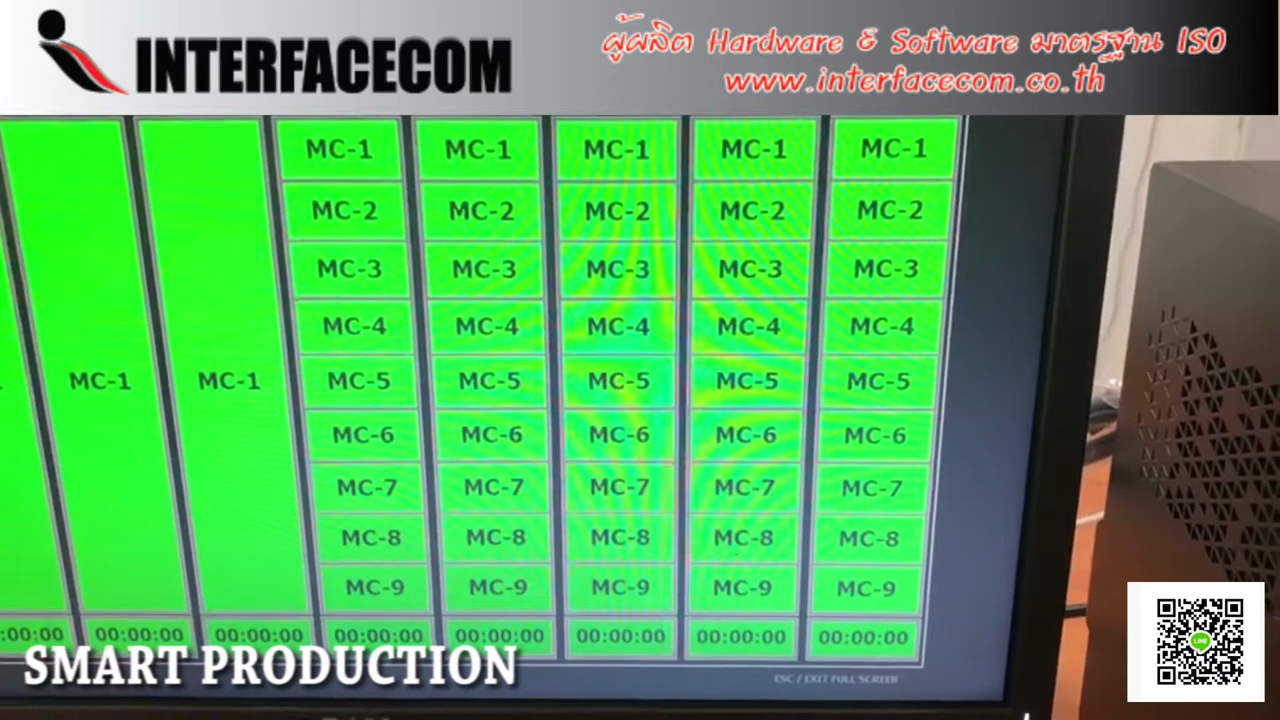 INTERFACECOM
ผู้ผลิต Hardware & Software มาตรฐาน ISO
www.interfacecom.co.th
MC-1 MC-1 MC-1 MC-1 MC-1
MC-2 MC-2 MC-2 MC-2 MC-2
MC-3 MC-3 MC-3 MC-3 MC-3
MC-4 MC-4 MC-4 MC-4 MC-4
MC-1 MC-1 MC-5 MC-5 MC-5 MC-5 MC-5
MC-6 MC-6 MC-6 MC-6 MC-6
MC-7 MC-7 MC-7 MC-7 MC-7
MC-8 MC-8 MC-8 MC-8 MC-8
MC-9 MC-9 MC-9 MC-9 MC-9
:00:00 00:00:00 00:00:00 00:00:00 00:00:00 00:00:00 00:00:00 00:00:00
SMART PRODUCTION
ESC / EXIT FULL SCREEN
LINE